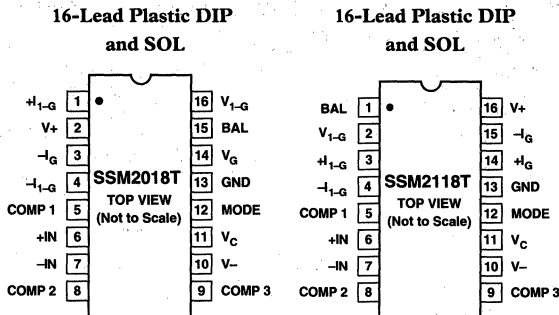 16-Lead Plastic DIP
and SOL
+I1–G 1
V+ 2
–IG 3
–I1–G 4
COMP 1 5
+IN 6
–IN 7
COMP 2 8
SSM2018T
TOP VIEW
(Not to Scale)
16 V1–G
15 BAL
14 VG
13 GND
12 MODE
11 VC
10 V–
9 COMP 3
16-Lead Plastic DIP
and SOL
BAL 1
V1–G 2
+I1–G 3
–I1–G 4
COMP 1 5
+IN 6
–IN 7
COMP 2 8
SSM2118T
TOP VIEW
(Not to Scale)
16 V+
15 –IG
14 +IG
13 GND
12 MODE
11 VC
10 V–
9 COMP 3